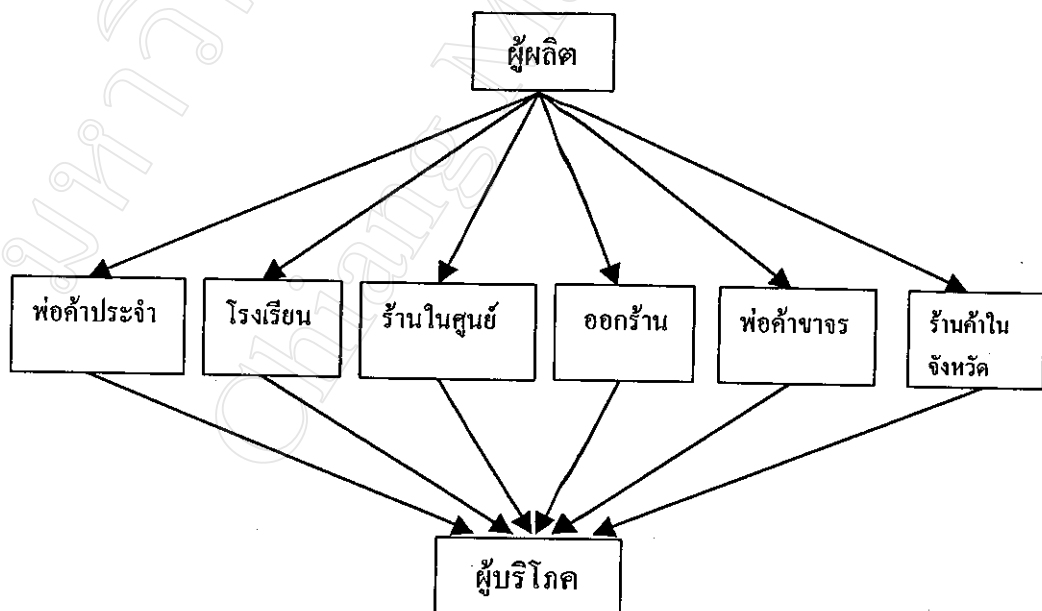 ผู้ผลิต
พ่อค้าประจำ
โรงเรียน
ร้านในศูนย์
ออกร้าน
พ่อค้าขาจร
ร้านค้าใน
จังหวัด
ผู้บริโภค
Chiang